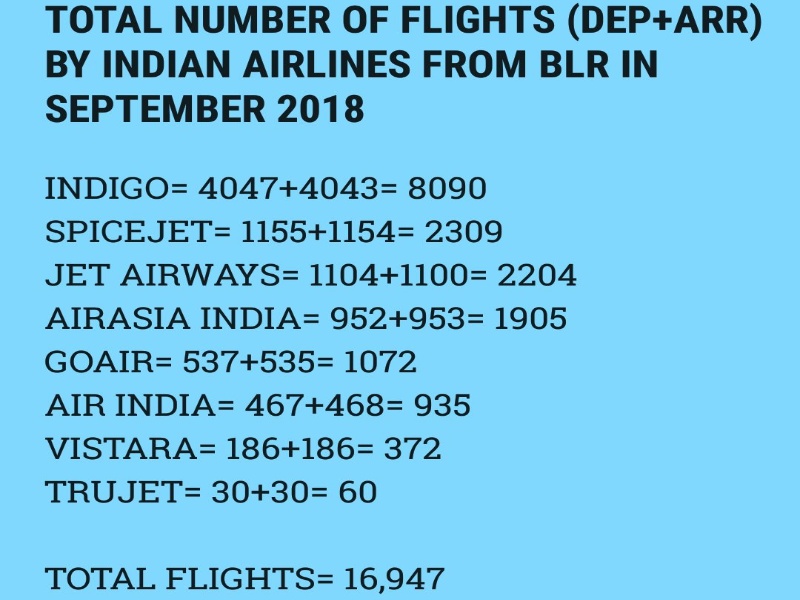 TOTAL NUMBER OF FLIGHTS (DEP+ARR)
BY INDIAN AIRLINES FROM BLR IN
SEPTEMBER 2018
INDIGO= 4047+4043= 8090
SPICEJET= 1155+1154= 2309
JET AIRWAYS= 1104+1100= 2204
AIRASIA INDIA= 952+953= 1905
GOAIR= 537+535= 1072
AIR INDIA= 467+468= 935
VISTARA= 186+186= 372
TRUJET= 30+30= 60
TOTAL FLIGHTS= 16,947